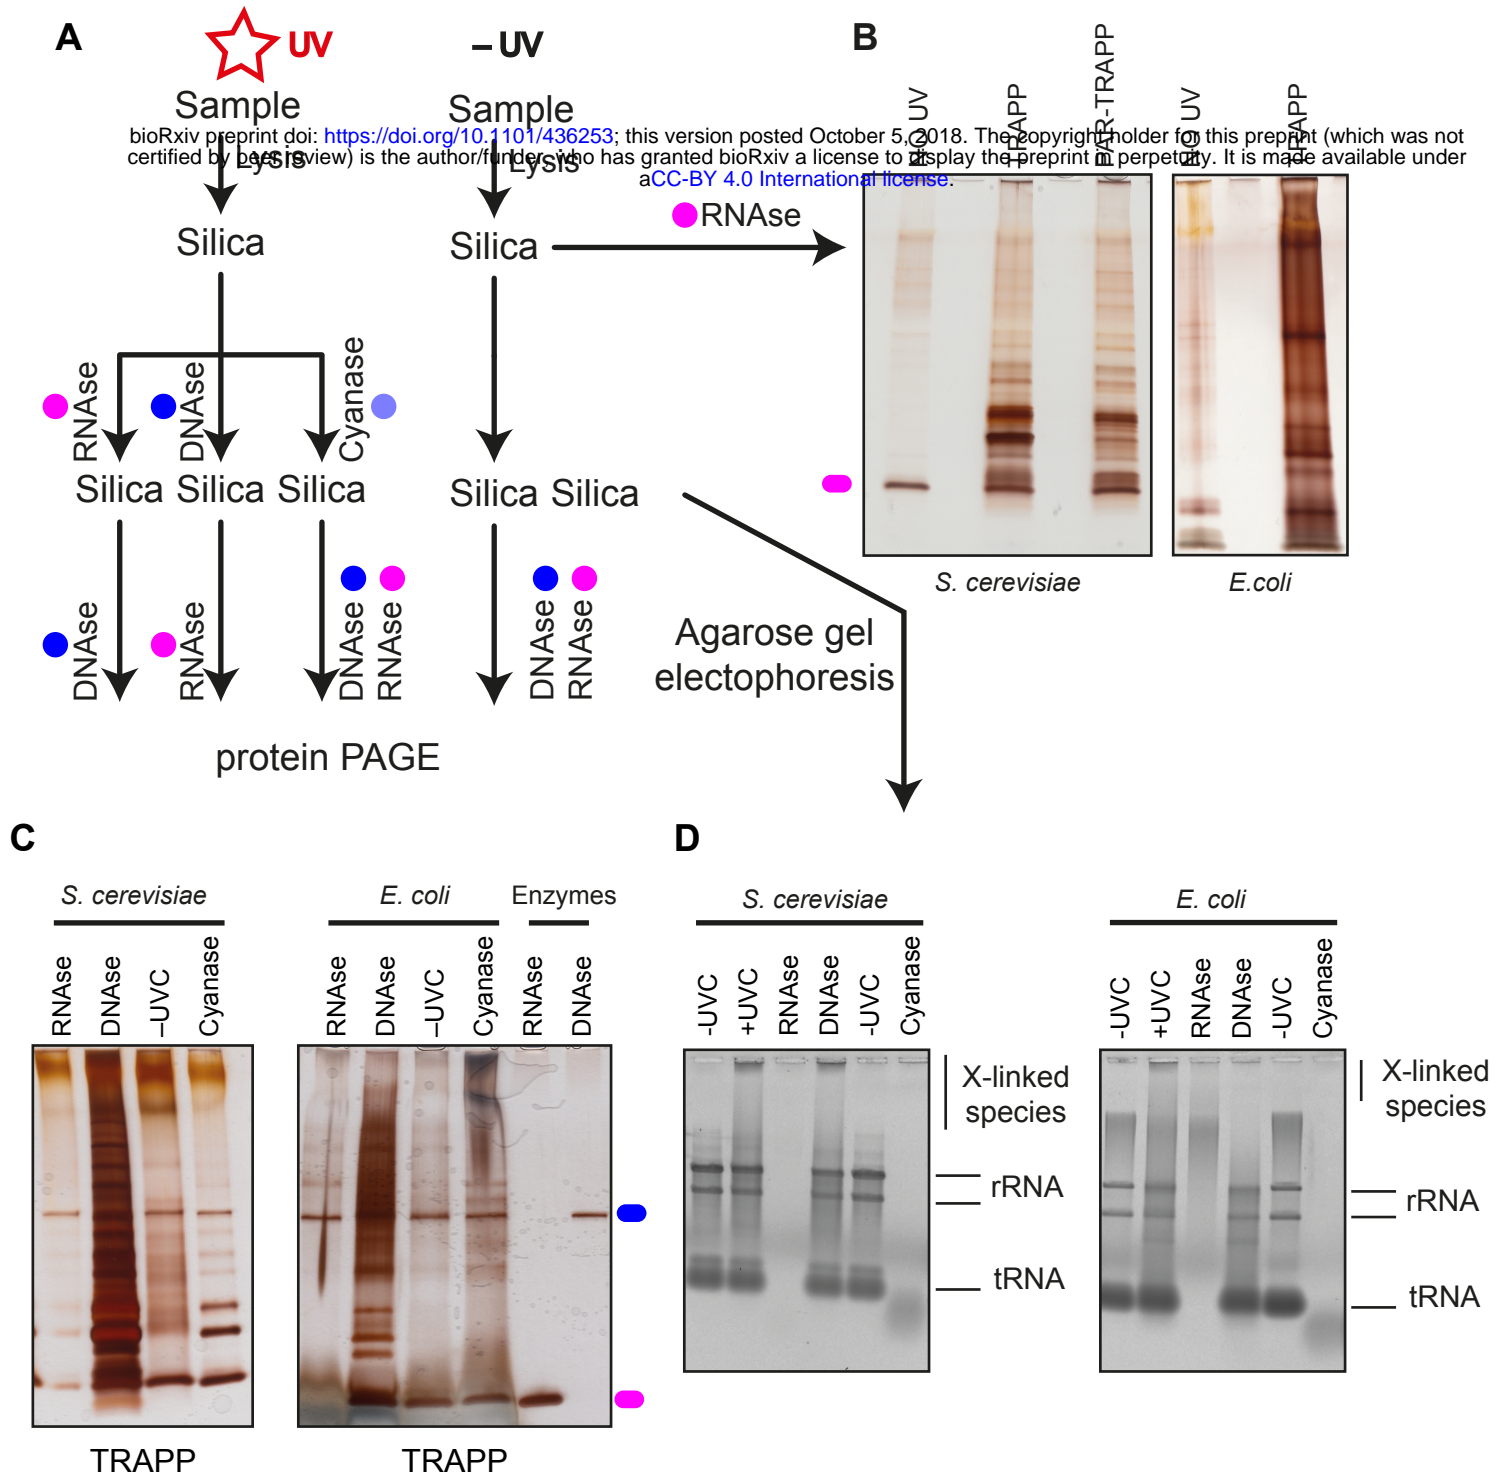 A
UV
– UV
B
Sample
Sample
NO UV
TRAPP
PAR-TRAPP
NO UV
TRAPP
bioRxiv preprint doi: https://doi.org/10.1101/436253; this version posted October 5, 2018. The copyright holder for this preprint (which was not
certified by peer review) is the author/funder, who has granted bioRxiv a license to display the preprint in perpetuity. It is made available under
aCC-BY 4.0 International license.
Lysis
Lysis
RNAse
Silica
Silica
RNAse
DNAse
Cyanase
Silica Silica Silica
Silica Silica
S. cerevisiae
E.coli
DNAse
RNAse
DNAse
RNAse
DNAse
RNAse
Agarose gel
electophoresis
protein PAGE
C
D
S. cerevisiae
E. coli
Enzymes
S. cerevisiae
E. coli
RNAse
DNAse
–UVC
Cyanase
RNAse
DNAse
–UVC
Cyanase
RNAse
DNAse
-UVC
+UVC
RNAse
DNAse
-UVC
Cyanase
-UVC
+UVC
RNAse
DNAse
-UVC
Cyanase
X-linked
species
rRNA
tRNA
X-linked
species
rRNA
tRNA
TRAPP
TRAPP